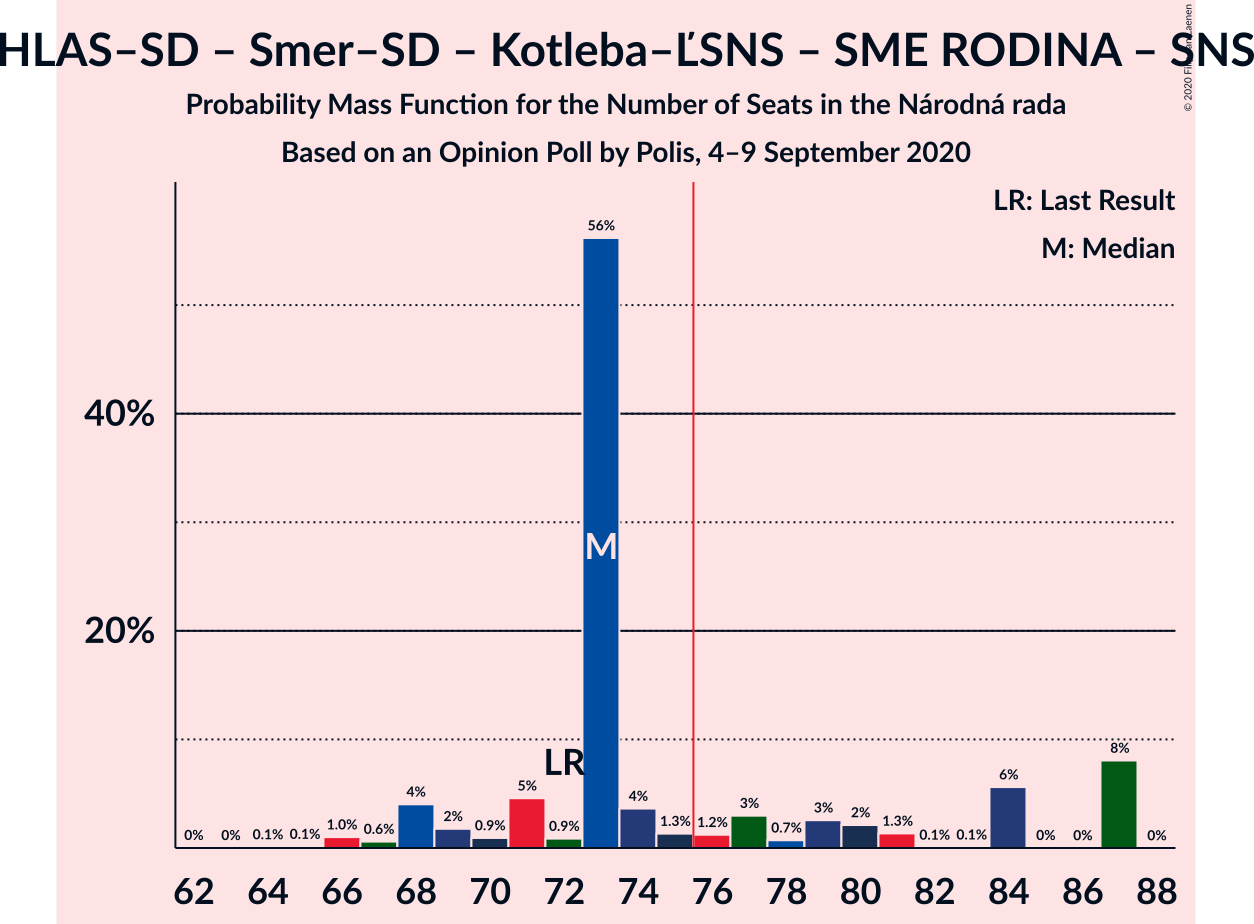 HLAS–SD – Smer–SD – Kotleba–ĽSNS – SME RODINA – SNS
Probability Mass Function for the Number of Seats in the Národná rada
Based on an Opinion Poll by Polis, 4–9 September 2020
© 2020
LR: Last Result
M: Median
56%
40%
M
20%
LR
0% 0% 0.1% 0.1% 1.0% 0.6% 4% 2% 0.9% 5% 0.9% 4% 1.3% 1.2% 3% 0.7% 3% 2% 1.3% 0.1% 0.1% 6% 0% 0% 8% 0%
62 64 66 68 70 72 74 76 78 80 82 84 86 88